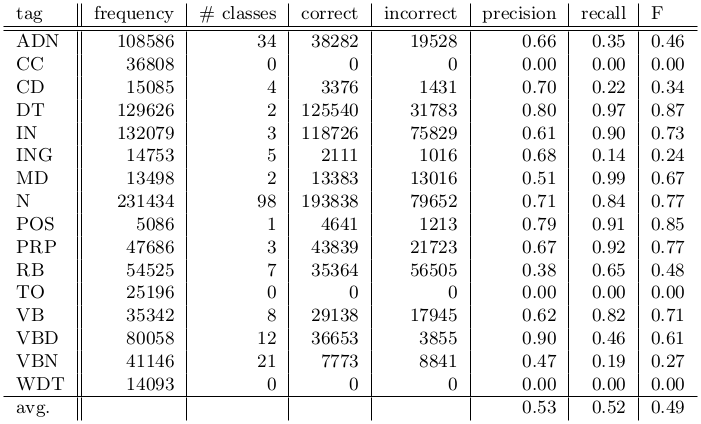 tag frequency # classes correct incorrect precision recall F
ADN 108586 34 38282 19528 0.66 0.35 0.46
CC 36808 0 0 0 0.00 0.00 0.00
CD 15085 4 3376 1431 0.70 0.22 0.34
DT 129626 2 125540 31783 0.80 0.97 0.87
IN 132079 3 118726 75829 0.61 0.90 0.73
ING 14753 5 2111 1016 0.68 0.14 0.24
MD 13498 2 13383 13016 0.51 0.99 0.67
N 231434 98 193838 79652 0.71 0.84 0.77
POS 5086 1 4641 1213 0.79 0.91 0.85
PRP 47686 3 43839 21723 0.67 0.92 0.77
RB 54525 7 35364 56505 0.38 0.65 0.48
TO 25196 0 0 0 0.00 0.00 0.00
VB 35342 8 29138 17945 0.62 0.82 0.71
VBD 80058 12 36653 3855 0.90 0.46 0.61
VBN 41146 21 7773 8841 0.47 0.19 0.27
WDT 14093 0 0 0 0.00 0.00 0.00
avg. 0.53 0.52 0.49